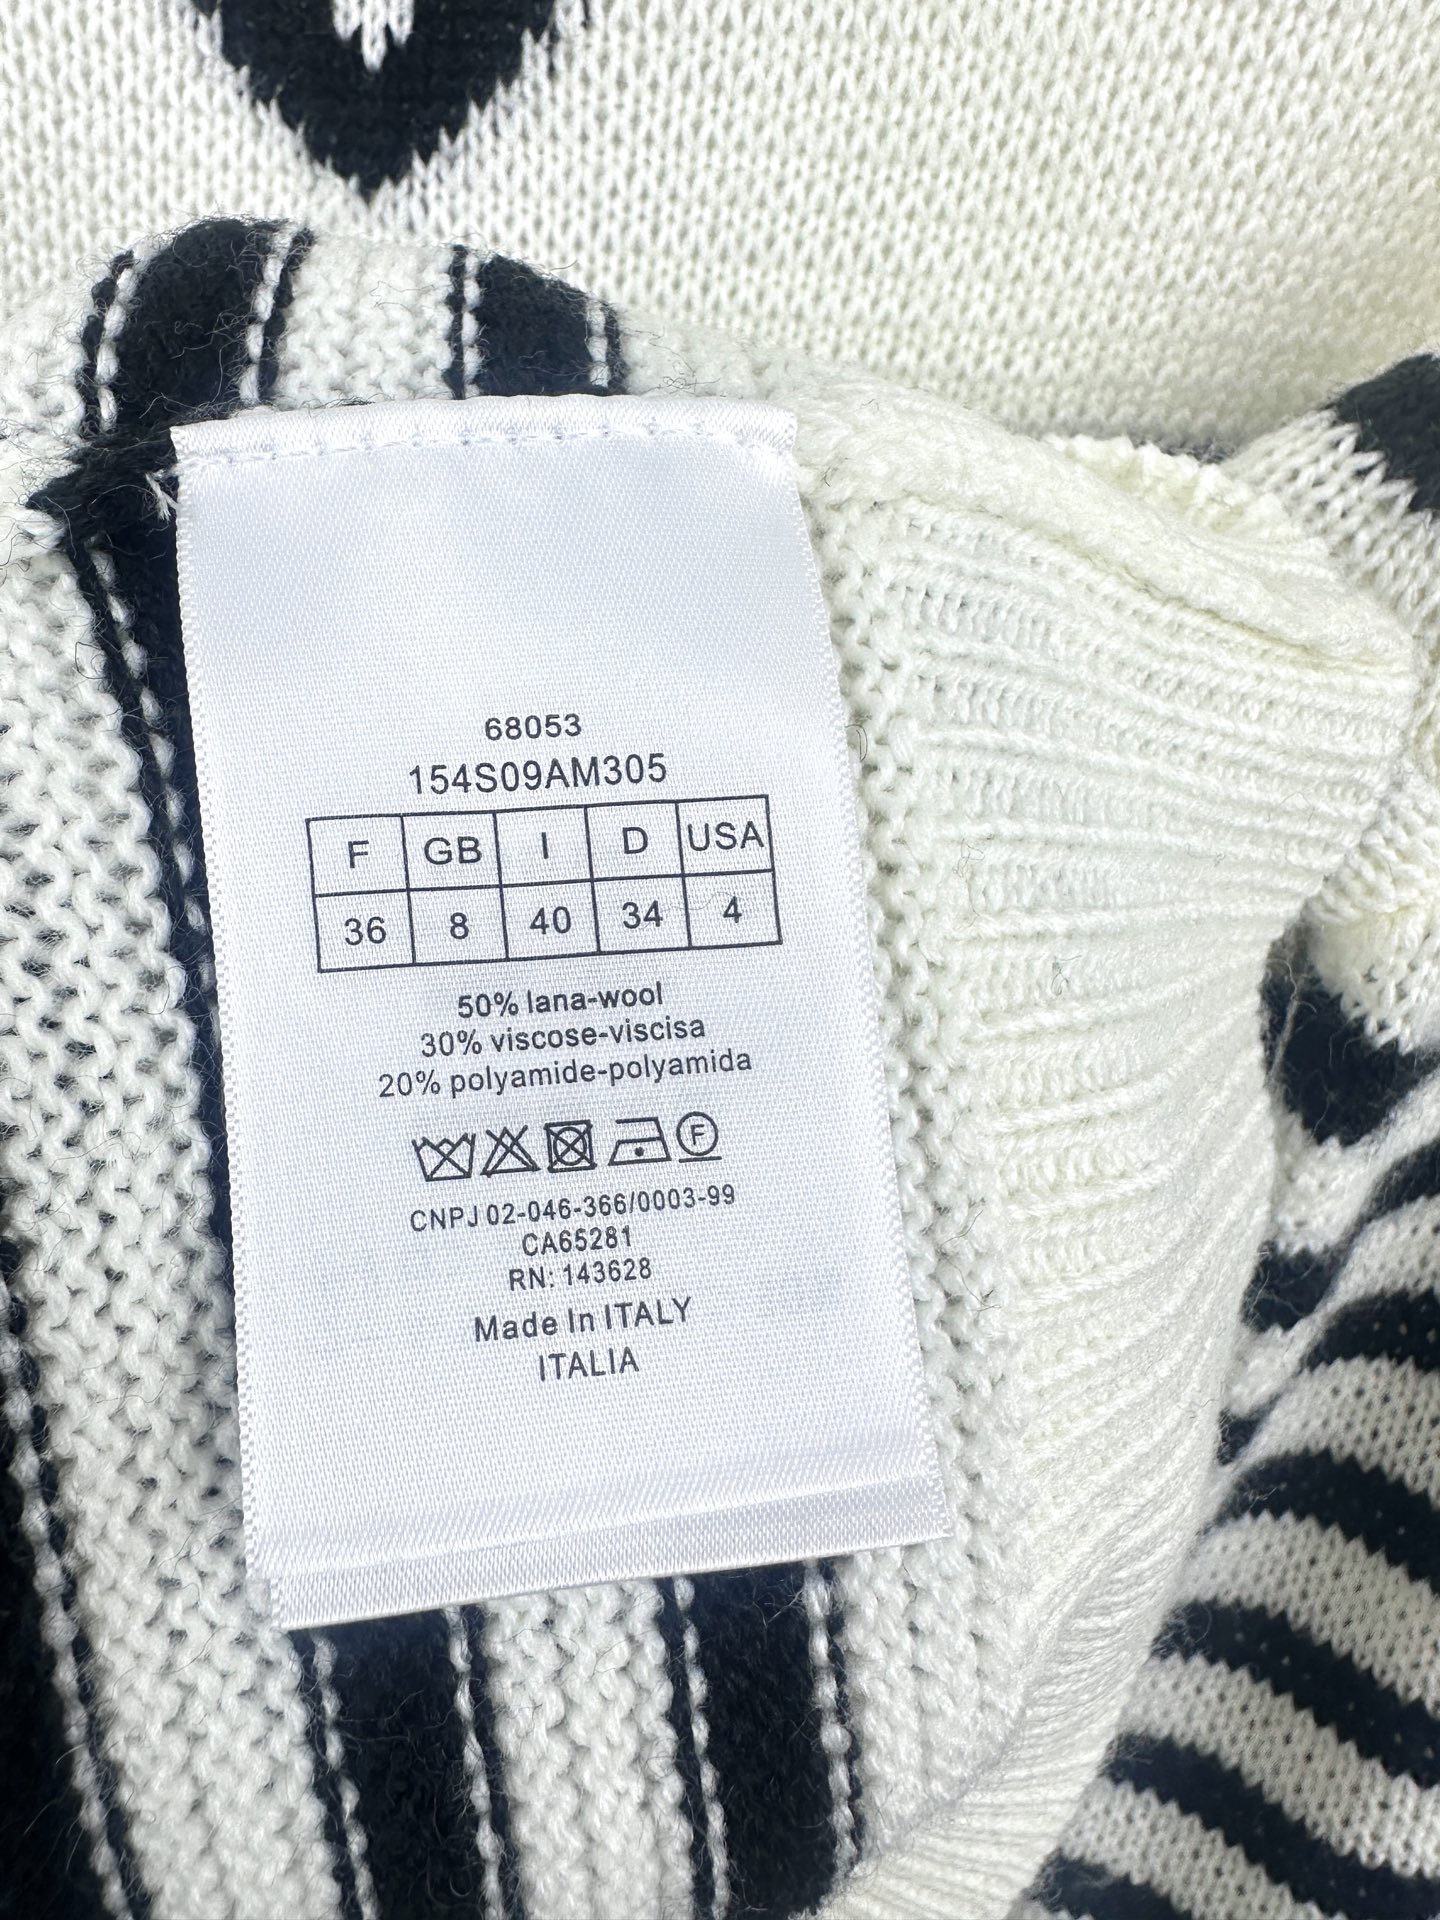 68053
154S09AM305
F GB I D USA
36 8 40 34 4
50% lana-wool
30% viscose-viscisa
20% polyamide-polyamida
F
CNPJ 02-046-366/0003-99
CA65281
RN: 143628
Made In ITALY
ITALIA